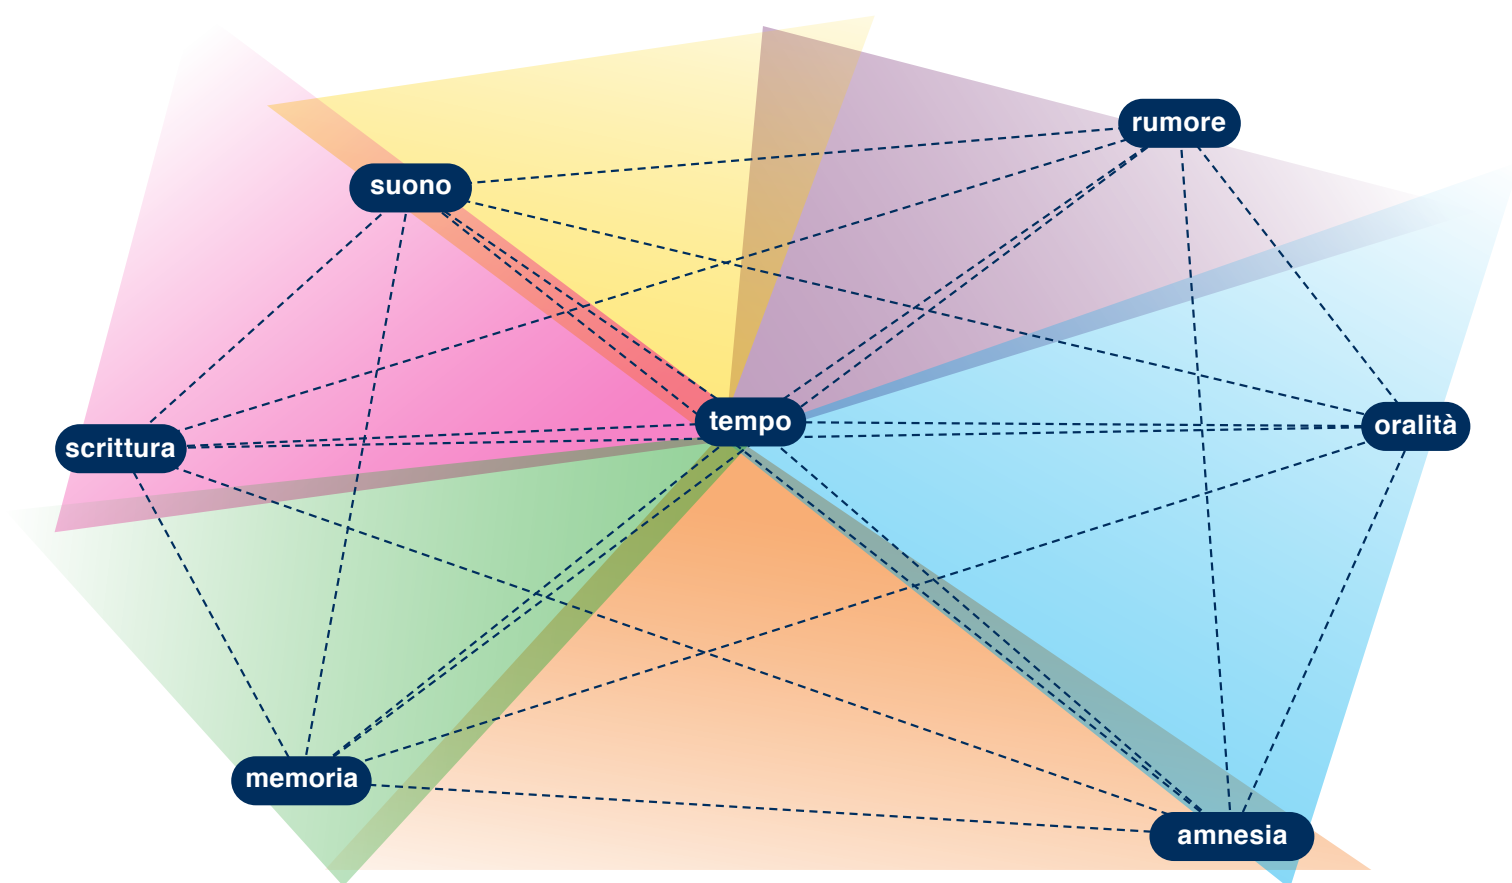 rumore
suono
tempo
oralità
scrittura
memoria
amnesia